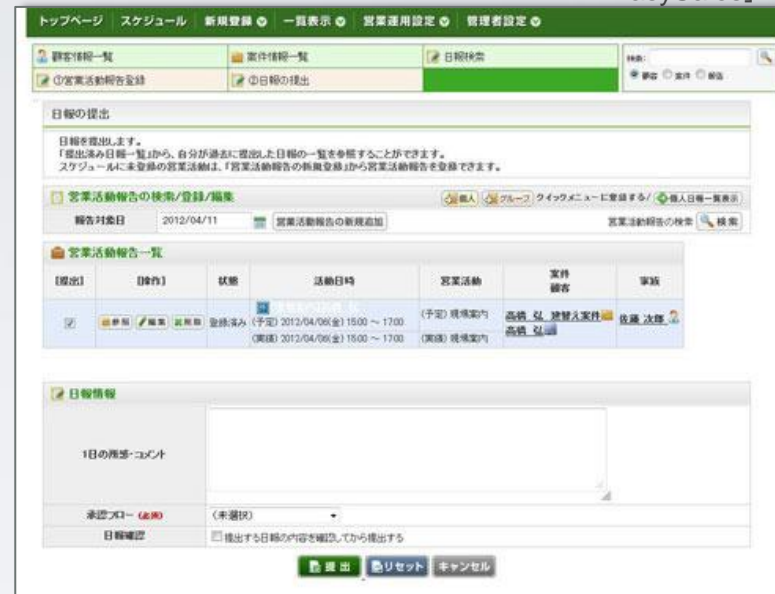 トップページ スケジュール 新規登録 一覧表示 営業運用設定 管理者設定
顧客情報一覧 案件情報一覧 日報検索 検索:
①営業活動報告登録 ②日報の提出 顧客 案件 報告
日報の提出
日報を提出します。
「提出済み日報一覧」から、自分が過去に提出した日報の一覧を参照することができます。
スケジュールに未登録の営業活動は、「営業活動報告の新規登録」から営業活動報告を登録できます。
営業活動報告の検索/登録/編集 個人 グループ クイックメニューに登録する/ 個人日報一覧表示
報告対象日 2012/04/11 営業活動報告の新規追加 営業活動報告の検索 検索
営業活動報告一覧
[提出] [操作] 状態 活動日時 営業活動 案件 顧客 家族
参照 編集 削除 登録済み (予定) 2012/04/06(金) 15:00 ～ 17:00 (予定) 現場案内 高橋 弘 建替え案件 佐藤 次郎
(実績) 2012/04/06(金) 15:00 ～ 17:00 (実績) 現場案内 高橋 弘
日報情報
1日の所感・コメント
承認フロー (必須) (未選択)
日報確認 提出する日報の内容を確認してから提出する
提出 リセット キャンセル